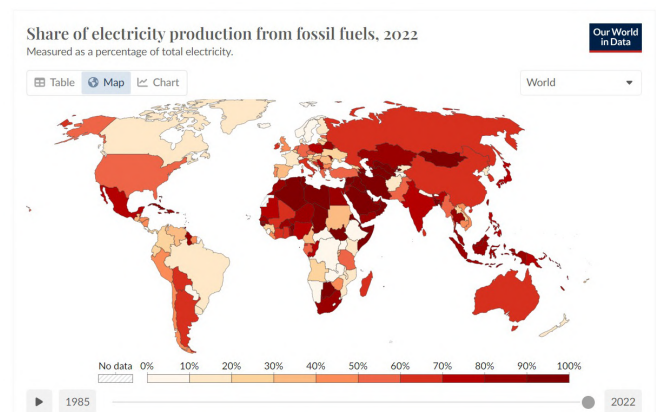 Share of electricity production from fossil fuels, 2022
Measured as a percentage of total electricity.
Our World
in Data
Table Map Chart
World
No data 0% 10% 20% 30% 40% 50% 60% 70% 80% 90% 100%
1985 2022